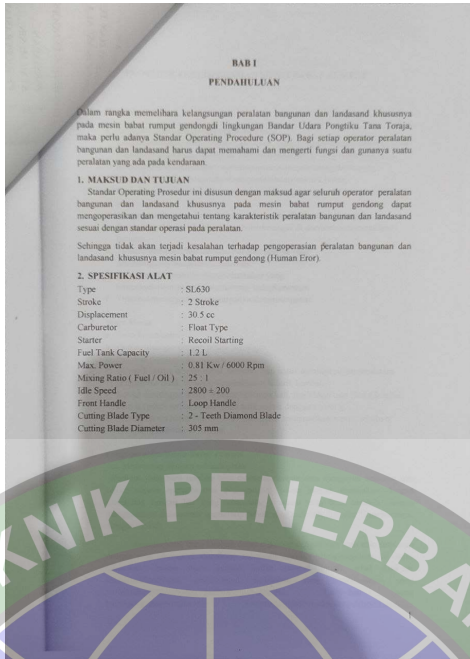 BAB I
PENDAHULUAN
Dalam rangka memelihara kelangsungan peralatan bangunan dan landasand khususnya
pada mesin babat rumput gendongdi lingkungan Bandar Udara Pongtiku Tana Toraja,
maka perlu adanya Standar Operating Procedure (SOP). Bagi setiap operator peralatan
bangunan dan landasand harus dapat memahami dan mengerti fungsi dan gunanya suatu
peralatan yang ada pada kendaraan.
1. MAKSUD DAN TUJUAN
Standar Operating Prosedur ini disusun dengan maksud agar seluruh operator peralatan
bangunan dan landasand khususnya pada mesin babat rumput gendong dapat
mengoperasikan dan mengetahui tentang karakteristik peralatan bangunan dan landasand
sesuai dengan standar operasi pada peralatan.
Sehingga tidak akan terjadi kesalahan terhadap pengoperasian peralatan bangunan dan
landasand khususnya mesin babat rumput gendong (Human Eror).
2. SPESIFIKASI ALAT
Type : SL630
Stroke : 2 Stroke
Displacement : 30.5 cc
Carburetor : Float Type
Starter : Recoil Starting
Fuel Tank Capacity : 1.2 L
Max. Power : 0.81 Kw / 6000 Rpm
Mixing Ratio ( Fuel / Oil ) : 25 : 1
Idle Speed : 2800 ± 200
Front Handle : Loop Handle
Cutting Blade Type : 2 - Teeth Diamond Blade
Cutting Blade Diameter : 305 mm
KNIK PENERBA
1